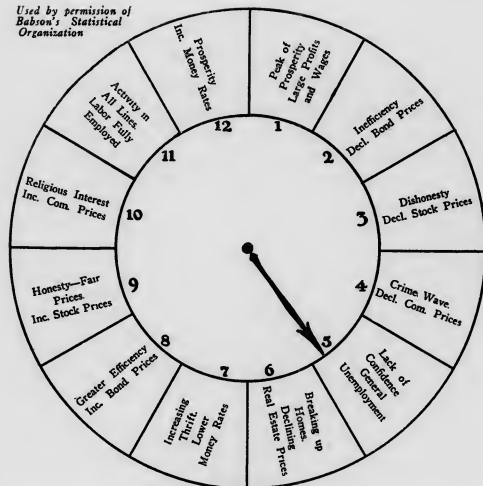 Used by permission of
Babson's Statistical
Organization
Prosperity
Inc. Money Rates
12
Peak of
Prosperity
Large Profits
and Wages
1
Inefficiency
Decl. Bond Prices
2
Dishonesty
Decl. Stock Prices
3
Crime Wave.
Decl. Com. Prices
4
Lack of
Confidence
General
Unemployment
5
Breaking up
Homes.
Declining
Real Estate Prices
6
Increasing
Thrift.
Lower
Money Rates
7
Greater Efficiency
Inc. Bond Prices
8
Honesty—Fair
Prices.
Inc. Stock Prices
9
Religious Interest
Inc. Com. Prices
10
Activity in
All Lines.
Labor Fully
Employed
11